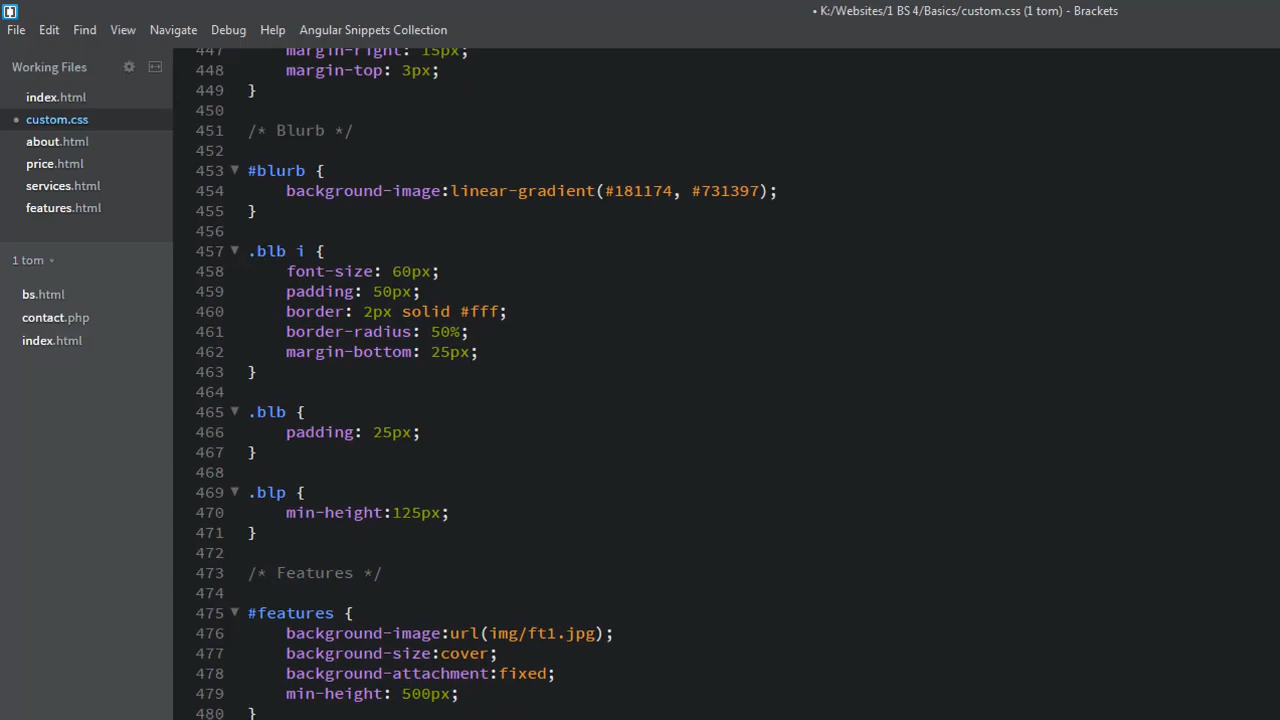 • K:/Websites/1 BS 4/Basics/custom.css (1 tom) - Brackets
File Edit Find View Navigate Debug Help Angular Snippets Collection
Working Files
index.html
• custom.css
about.html
price.html
services.html
features.html
1 tom
bs.html
contact.php
index.html
447 margin-right: 15px;
448 margin-top: 3px;
449 }
450
451 /* Blurb */
452
453 #blurb {
454 background-image:linear-gradient(#181174, #731397);
455 }
456
457 .blb i {
458 font-size: 60px;
459 padding: 50px;
460 border: 2px solid #fff;
461 border-radius: 50%;
462 margin-bottom: 25px;
463 }
464
465 .blb {
466 padding: 25px;
467 }
468
469 .blp {
470 min-height:125px;
471 }
472
473 /* Features */
474
475 #features {
476 background-image:url(img/ft1.jpg);
477 background-size:cover;
478 background-attachment:fixed;
479 min-height: 500px;
480 }